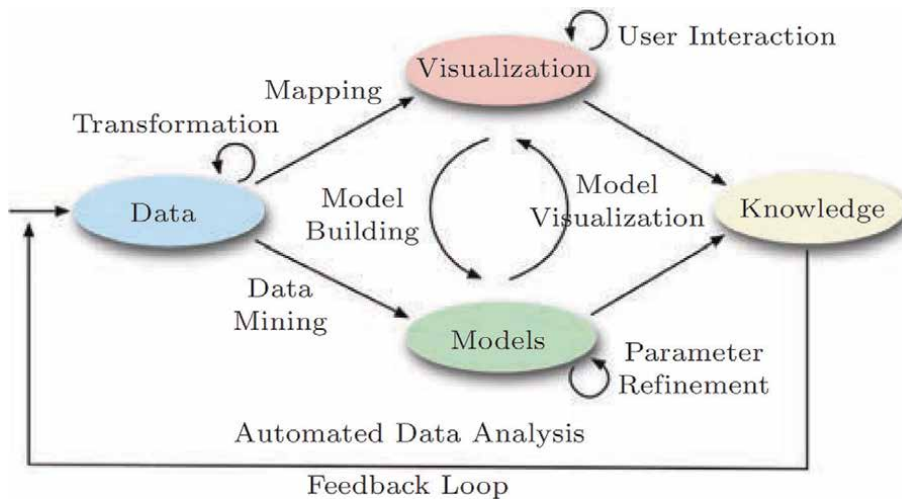 User Interaction
Visualization
Mapping
Transformation
Data
Model
Building
Model
Visualization
Knowledge
Data
Mining
Models
Parameter
Refinement
Automated Data Analysis
Feedback Loop